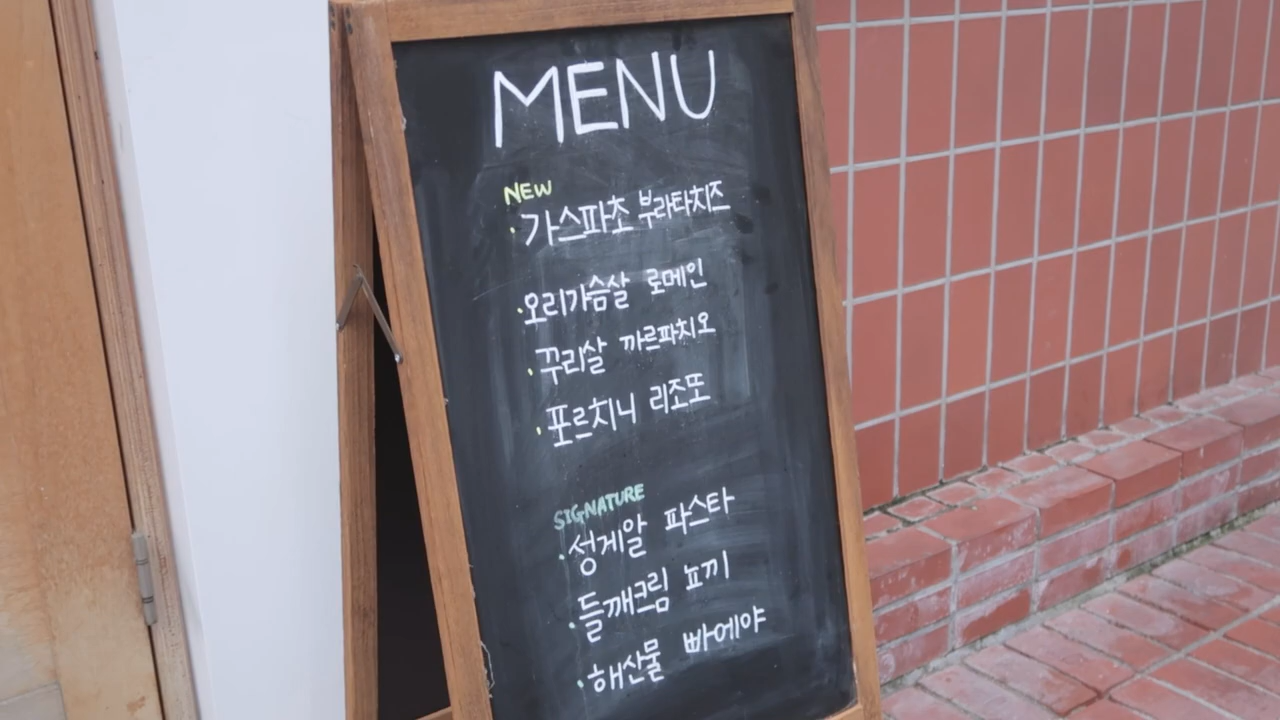 MENU
NEW
·가스파초 부라타치즈
·오리가슴살 로메인
·꾸리살 까르파치오
·포르치니 리조또
SIGNATURE
·성게알 파스타
·들깨크림 뇨끼
·해산물 빠에야